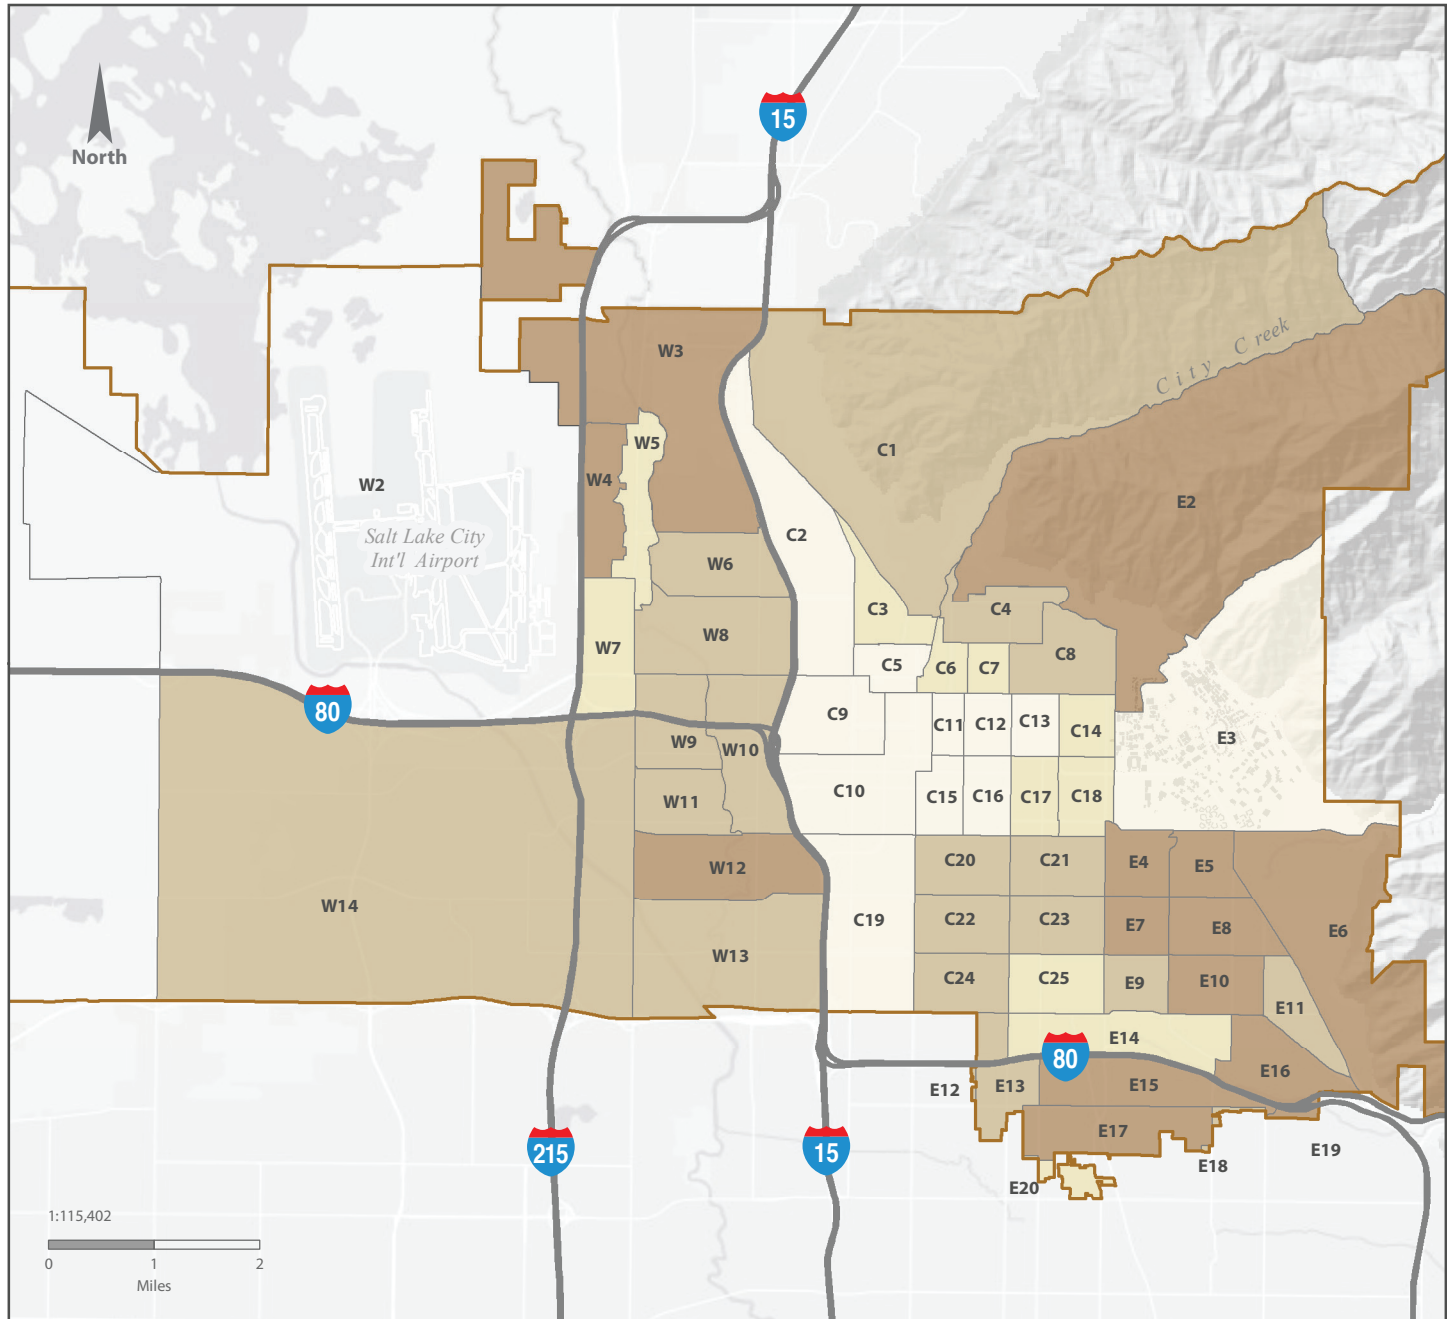 15
North
W3
City Creek
W5
C1
W4
W2
E2
Salt Lake City
Int'l Airport
C2
W6
C3
C4
W8
W7
C8
C5
C6
C7
80
C9
C11
C12
C13
C14
E3
W9
W10
C10
C15
C16
C17
C18
W11
W12
C20
C21
E4
E5
W14
C19
C22
C23
E7
E8
E6
W13
C24
C25
E9
E10
E11
E14
80
E12
E13
E15
E16
E17
215
15
E18
E19
E20
1:115,402
0 1 2
Miles